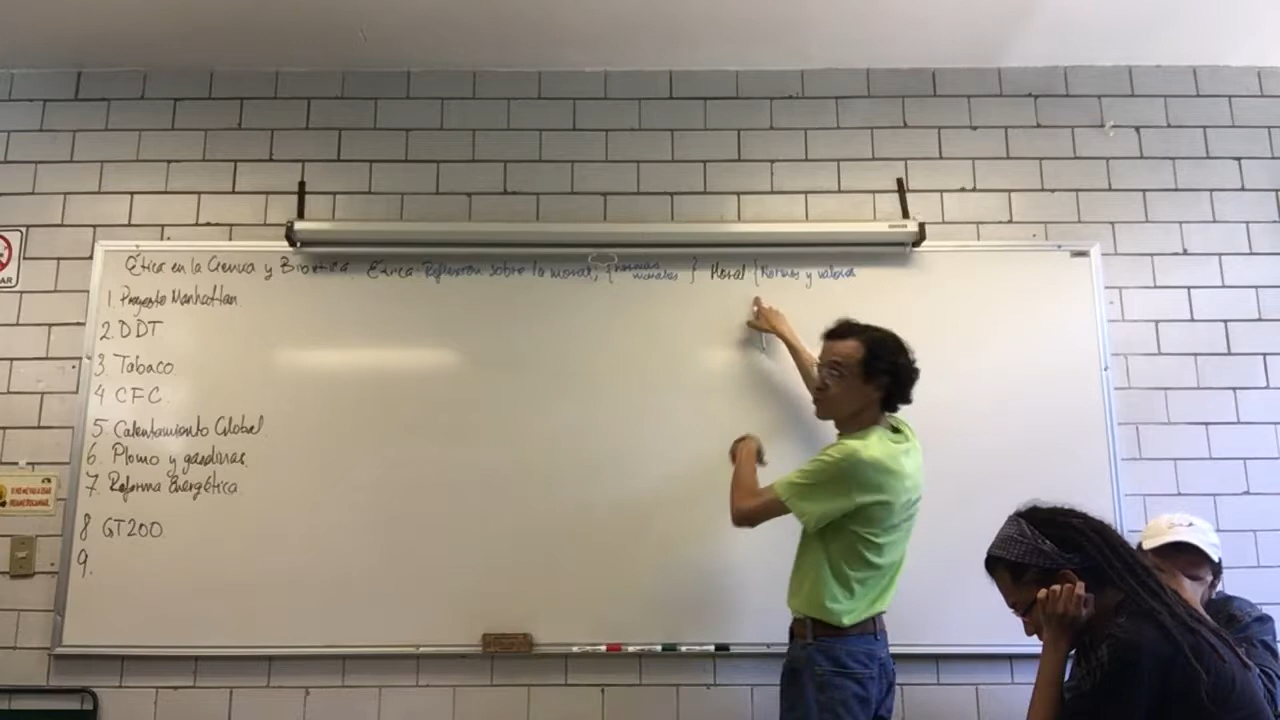 Ética en la Ciencia y Bioética. Ética: Reflexión sobre la moral, { normas morales } Moral { Normas y valores
1. Proyecto Manhattan.
2. DDT
3. Tabaco
4 CFC.
5. Calentamiento Global.
6. Plomo y gasolinas.
7. Reforma Energética.
8 GT200.
9.